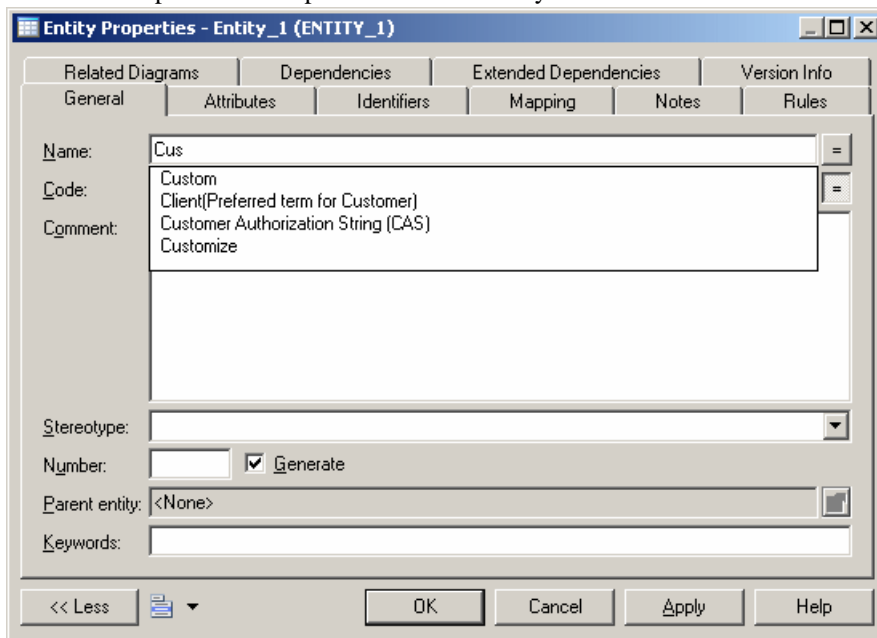 Entity Properties - Entity_1 (ENTITY_1)
Related Diagrams Dependencies Extended Dependencies Version Info
General Attributes Identifiers Mapping Notes Rules
Name: Cus =
Code: =
Custom
Client(Preferred term for Customer)
Comment: Customer Authorization String (CAS)
Customize
Stereotype:
Number: Generate
Parent entity: <None>
Keywords:
<< Less OK Cancel Apply Help